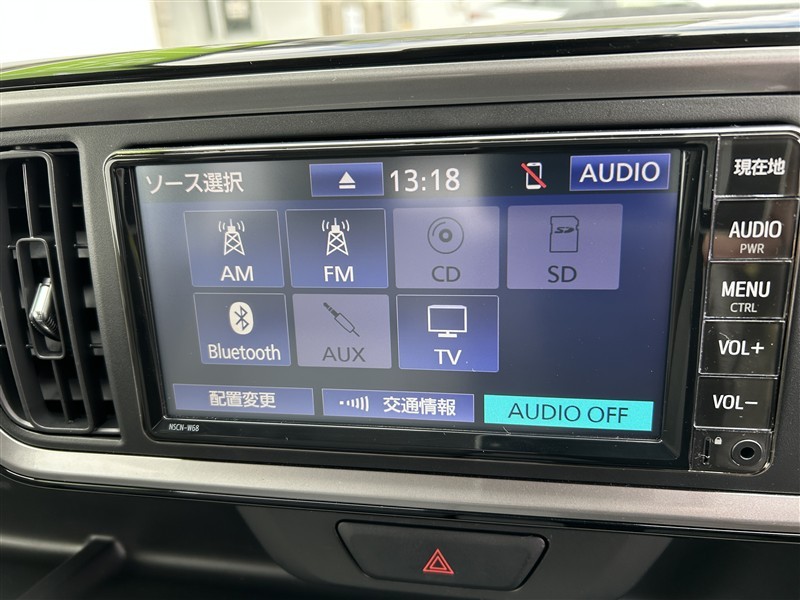 ソース選択 13:18 AUDIO
AM FM CD SD
Bluetooth AUX TV
配置変更 交通情報 AUDIO OFF
NSCN-W68
現在地
AUDIO
PWR
MENU
CTRL
VOL+
VOL−